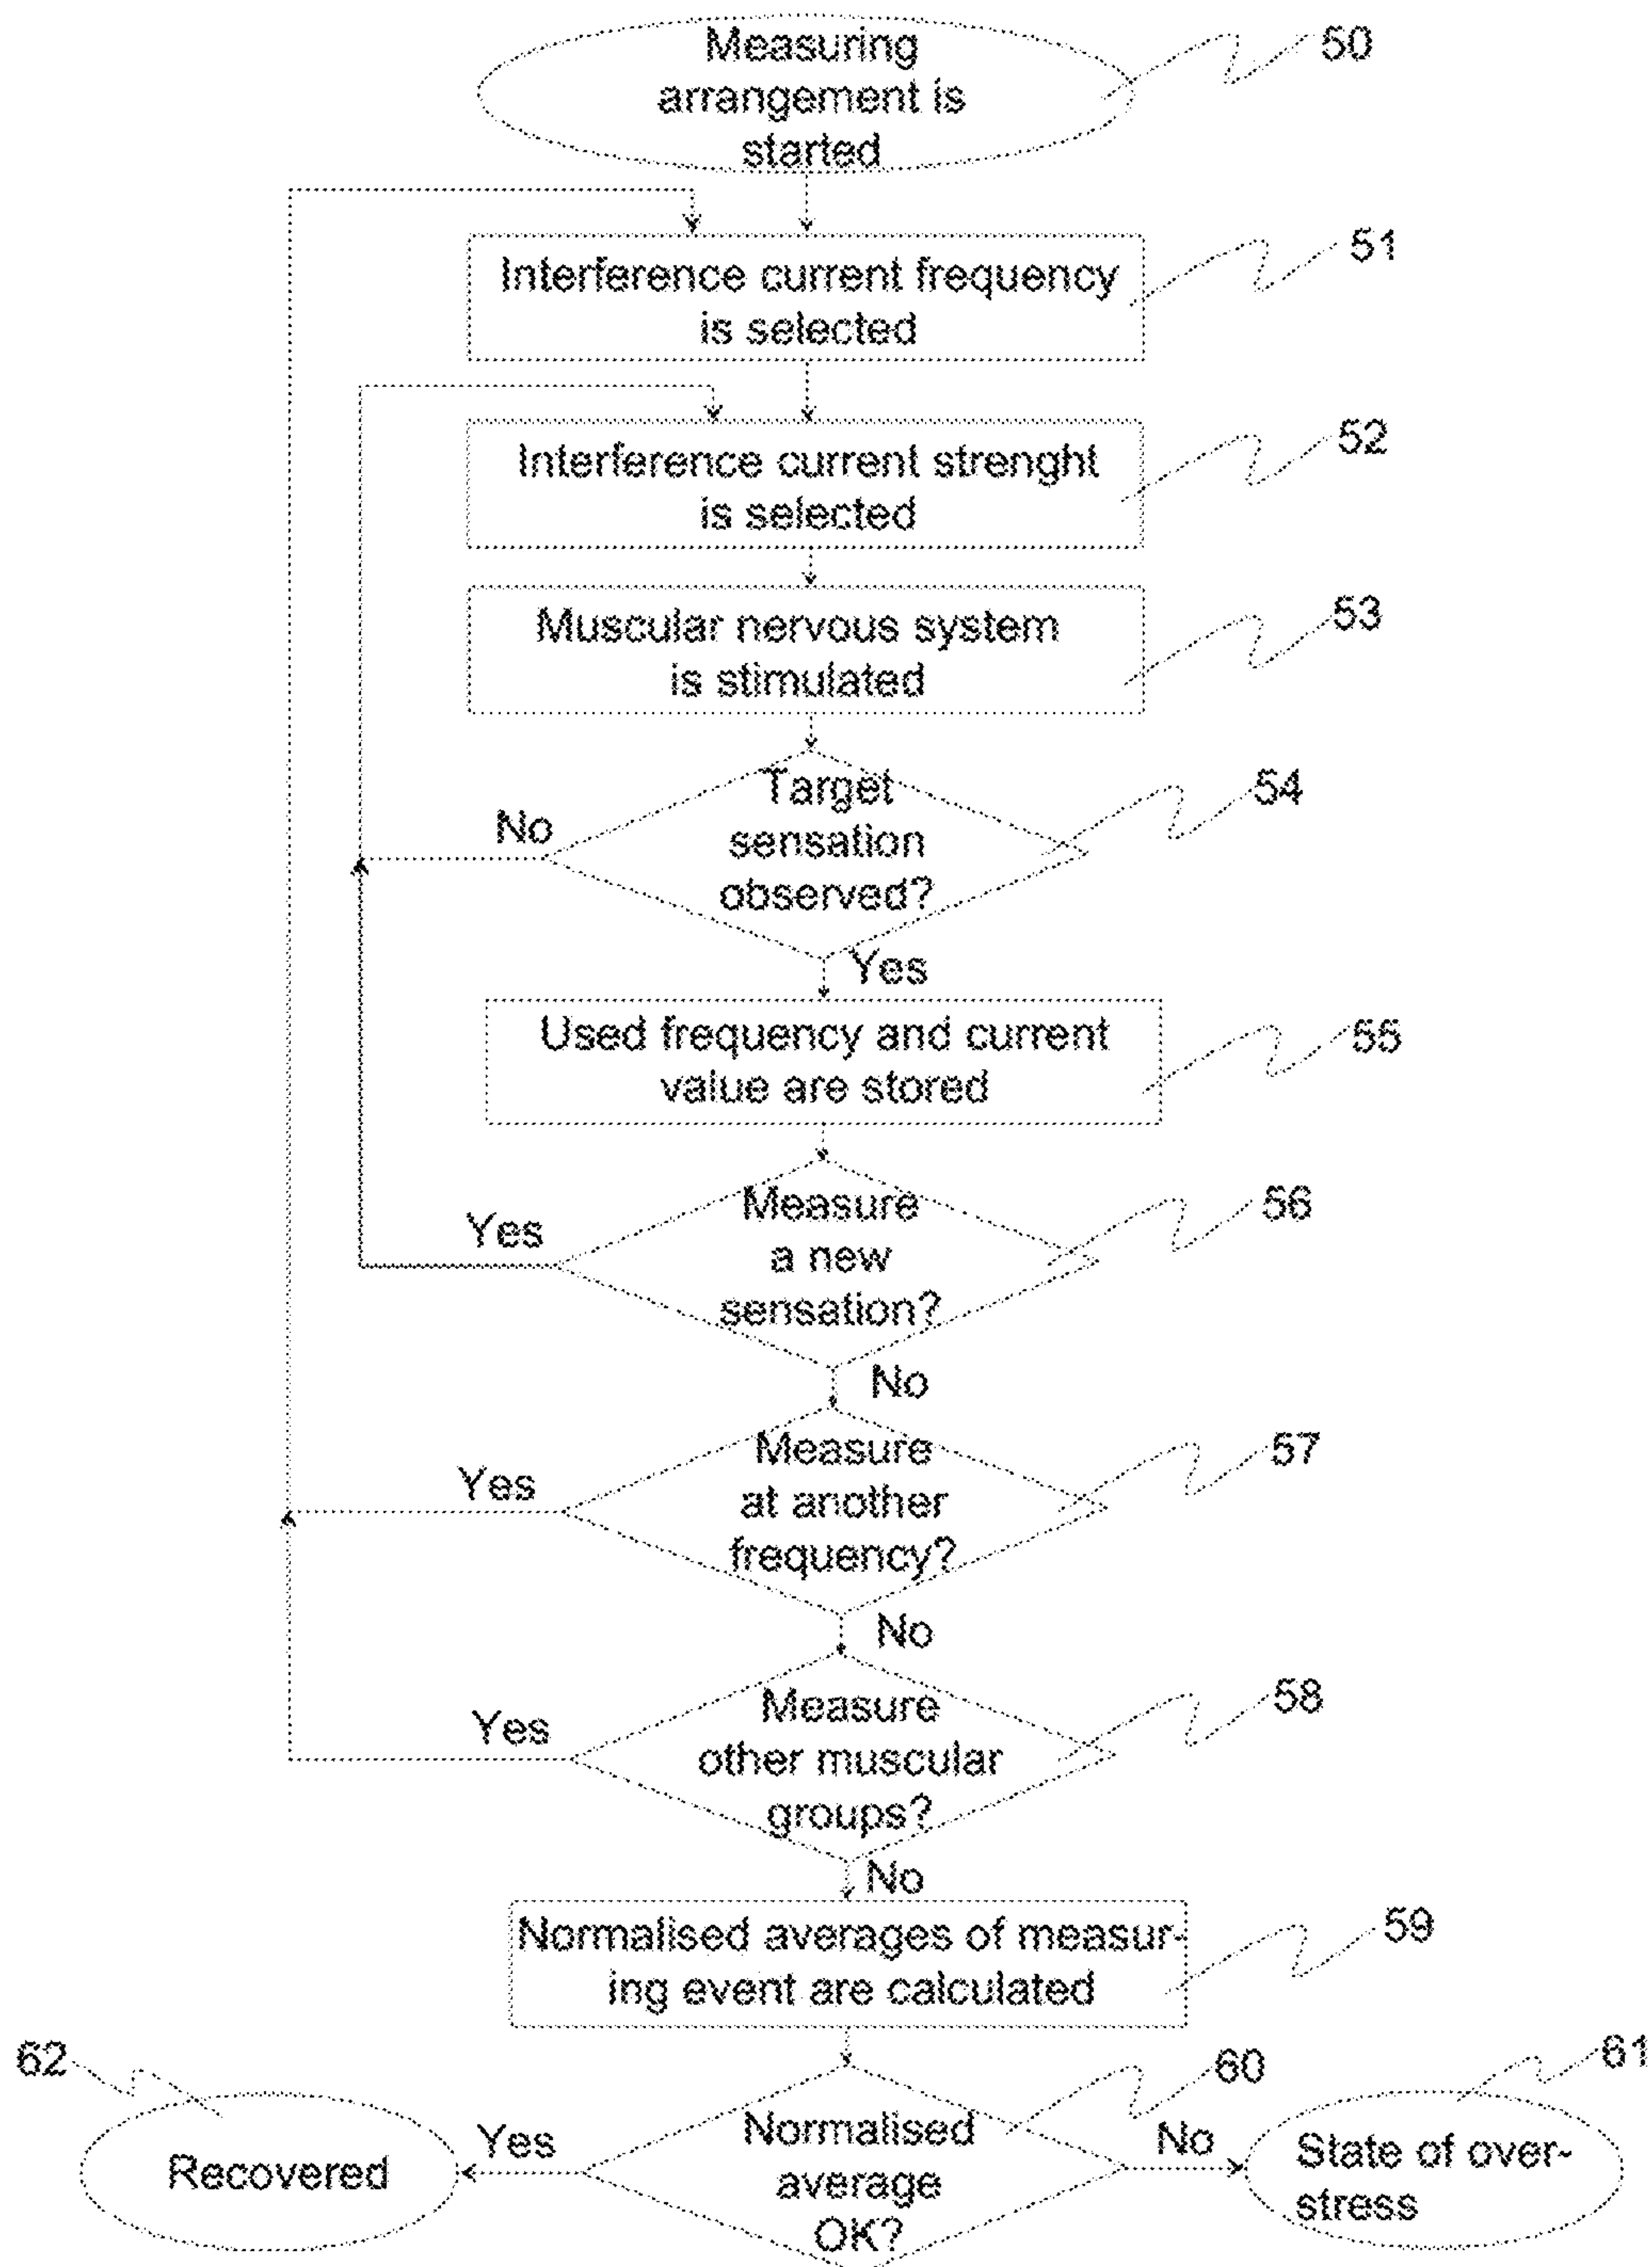 Measuring
arrangement is
started
50
Interference current frequency
is selected
51
Interference current strenght
is selected
52
Muscular nervous system
is stimulated
53
Target
sensation
observed?
54
No
Yes
Used frequency and current
value are stored
55
Measure
a new
sensation?
56
Yes
No
Measure
at another
frequency?
57
Yes
No
Measure
other muscular
groups?
58
Yes
No
Normalised averages of measur-
ing event are calculated
59
Normalised
average
OK?
60
Yes
No
62
Recovered
61
State of over-
stress